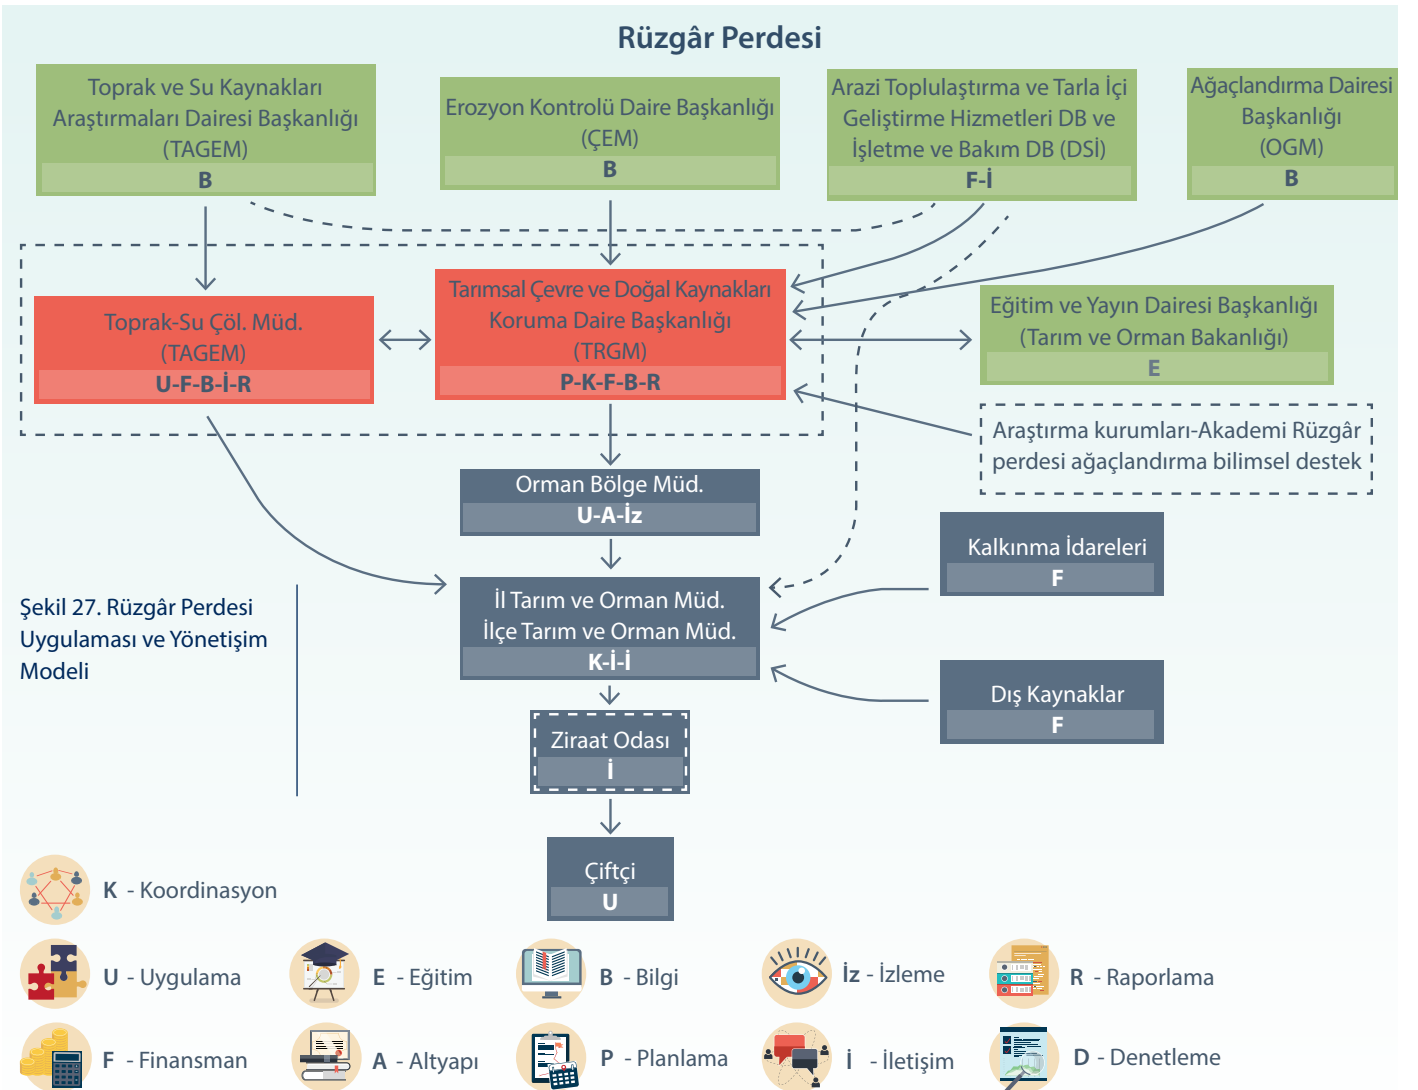 Rüzgâr Perdesi
Toprak ve Su Kaynakları
Araştırmaları Dairesi Başkanlığı
(TAGEM)
B
Erozyon Kontrolü Daire Başkanlığı
(ÇEM)
B
Arazi Toplulaştırma ve Tarla İçi
Geliştirme Hizmetleri DB ve
İşletme ve Bakım DB (DSİ)
F-İ
Ağaçlandırma Dairesi
Başkanlığı
(OGM)
B
Toprak-Su Çöl. Müd.
(TAGEM)
U-F-B-İ-R
Tarımsal Çevre ve Doğal Kaynakları
Koruma Daire Başkanlığı
(TRGM)
P-K-F-B-R
Eğitim ve Yayın Dairesi Başkanlığı
(Tarım ve Orman Bakanlığı)
E
Araştırma kurumları-Akademi Rüzgâr
perdesi ağaçlandırma bilimsel destek
Orman Bölge Müd.
U-A-İz
Kalkınma İdareleri
F
İl Tarım ve Orman Müd.
İlçe Tarım ve Orman Müd.
K-İ-İ
Şekil 27. Rüzgâr Perdesi
Uygulaması ve Yönetişim
Modeli
Dış Kaynaklar
F
Ziraat Odası
İ
Çiftçi
U
K - Koordinasyon
U - Uygulama
E - Eğitim
B - Bilgi
İz - İzleme
R - Raporlama
F - Finansman
A - Altyapı
P - Planlama
İ - İletişim
D - Denetleme